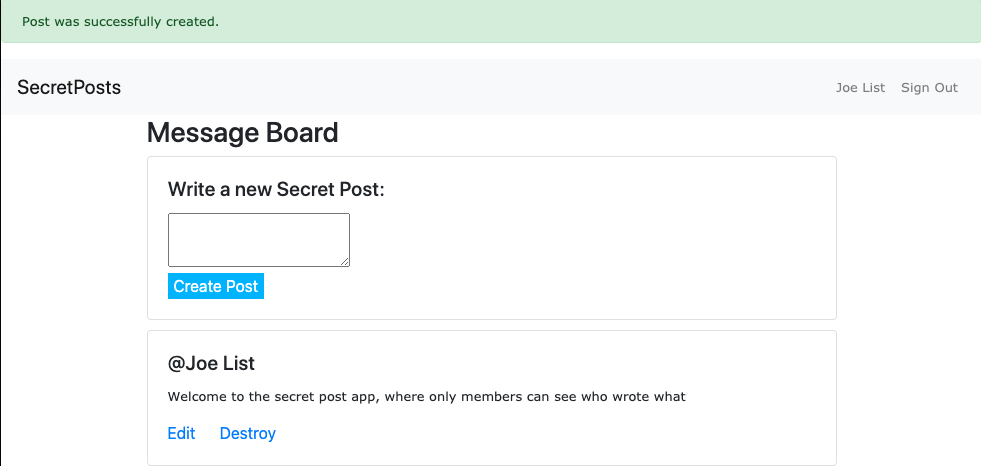 Post was successfully created.
SecretPosts
Joe List Sign Out
Message Board
Write a new Secret Post:
Create Post
@Joe List
Welcome to the secret post app, where only members can see who wrote what
Edit Destroy